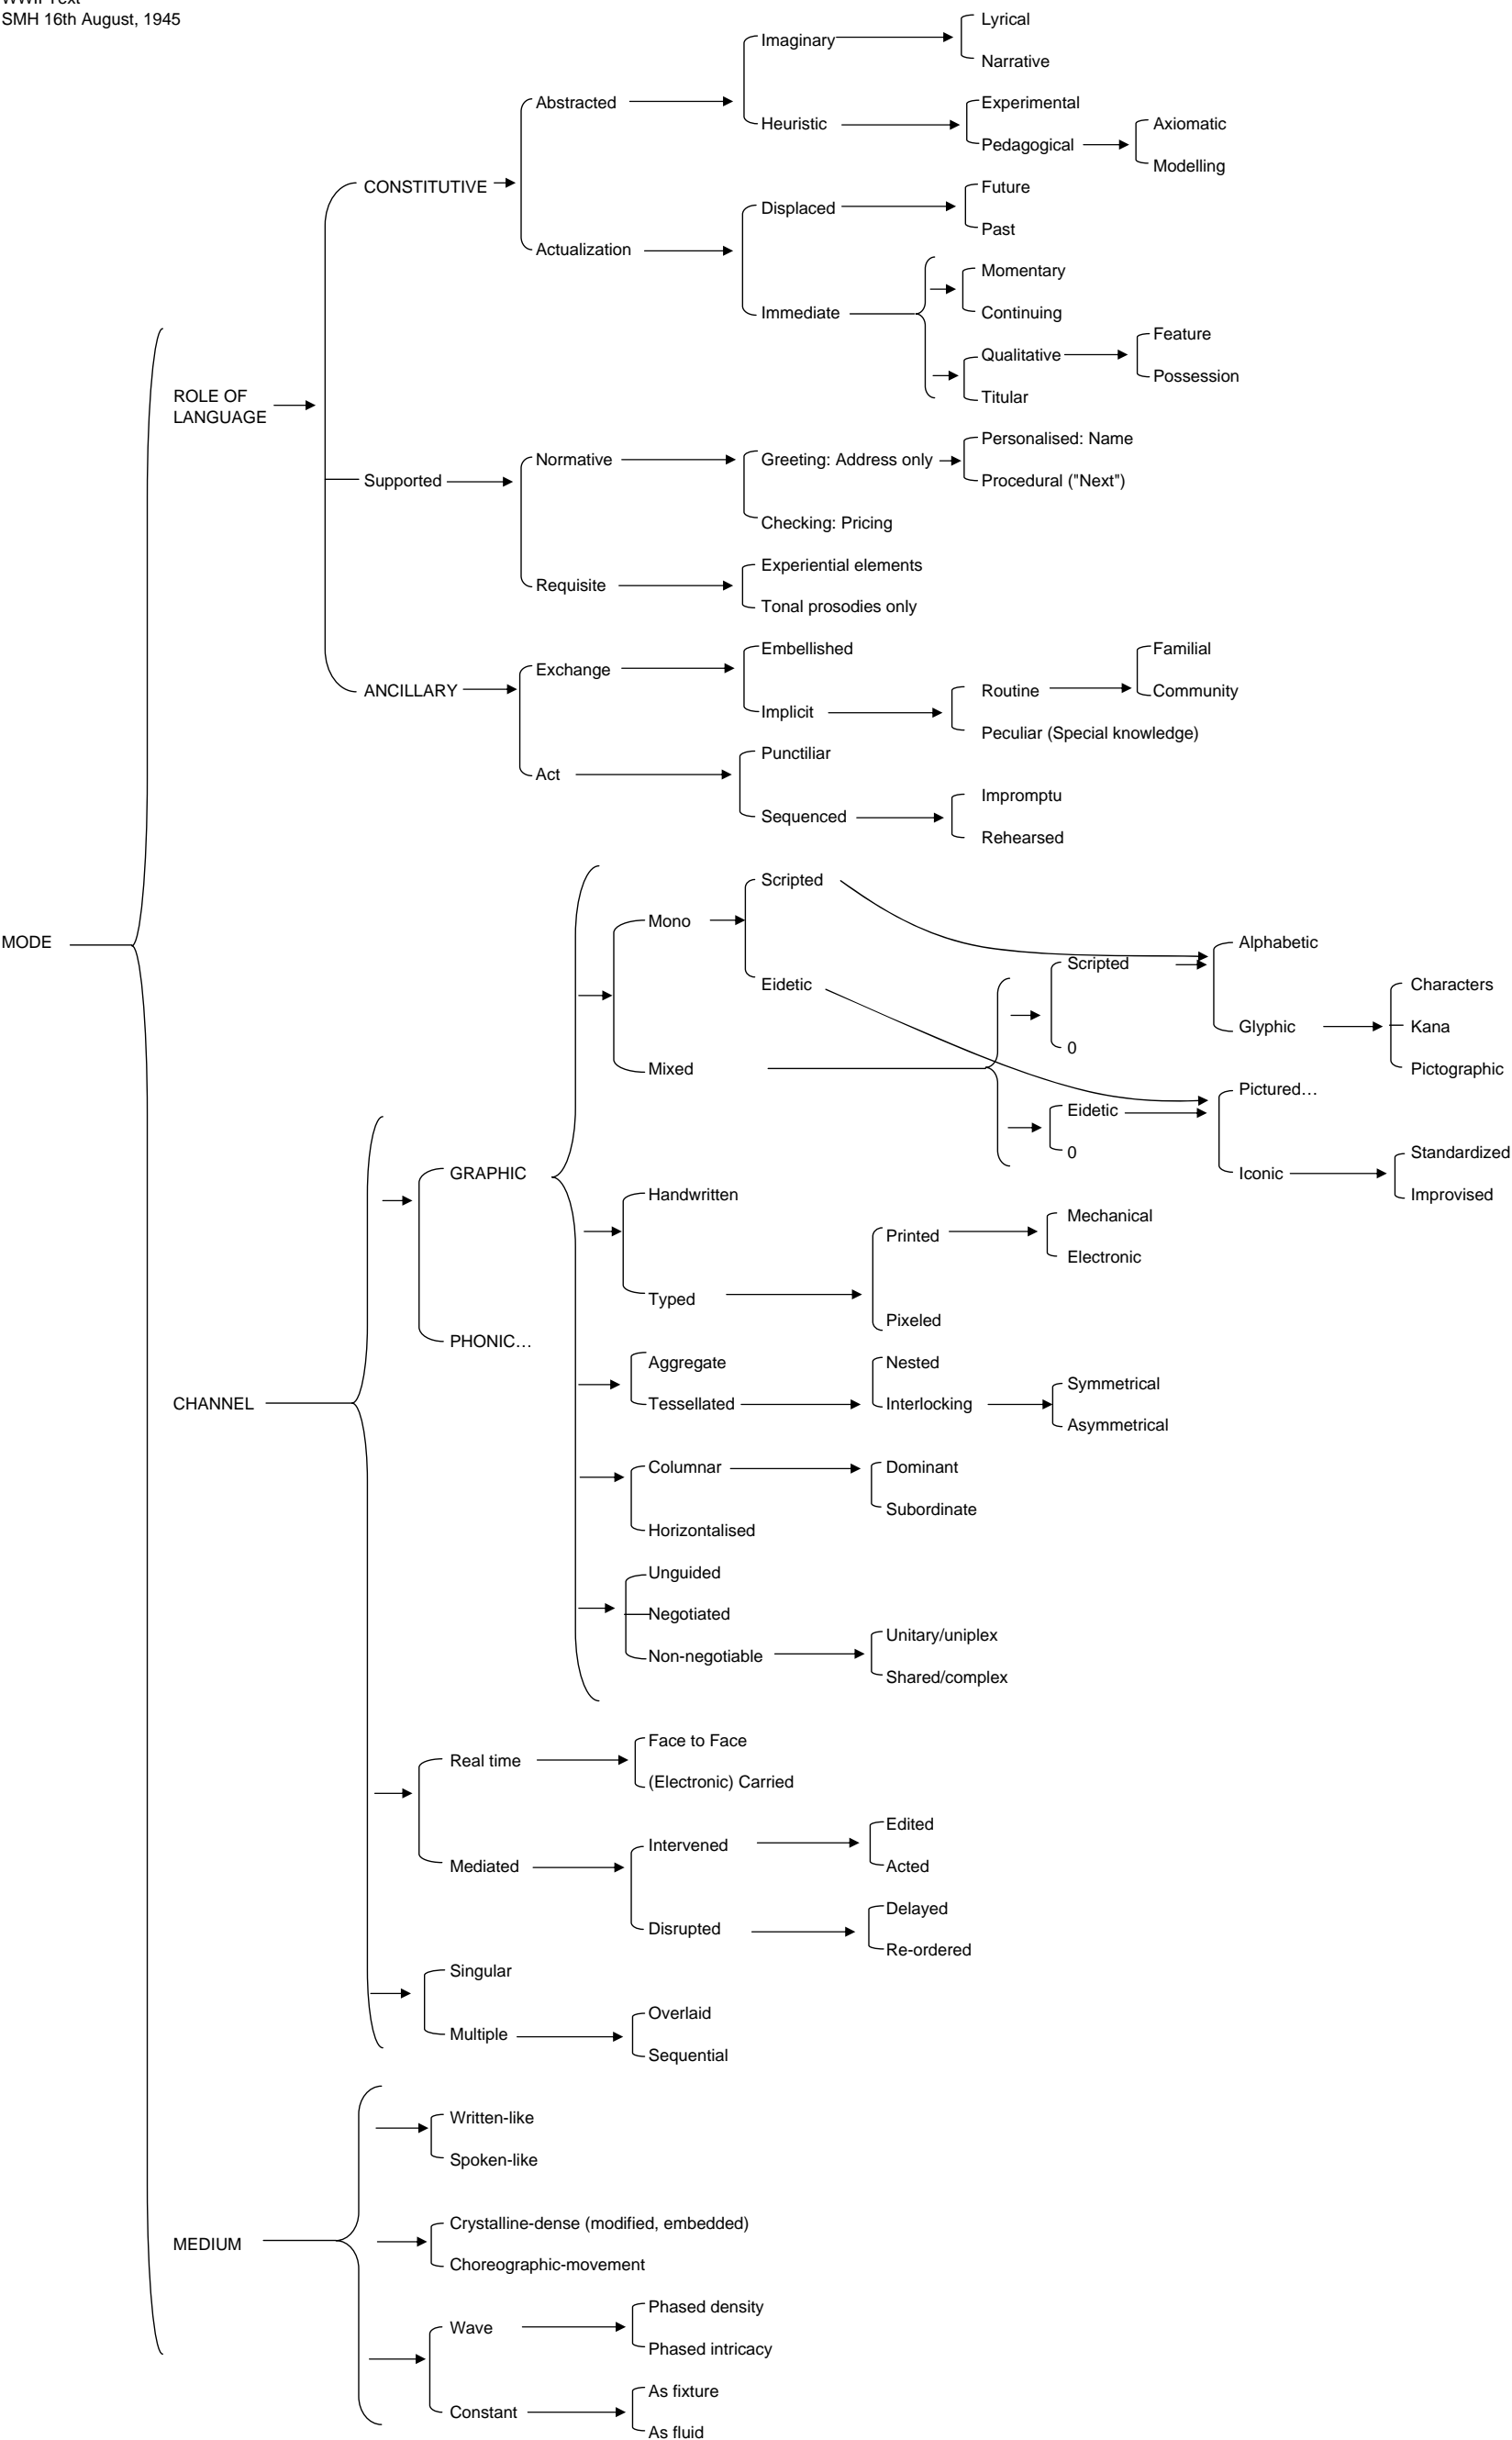 SMH 16th August, 1945
Lyrical
Imaginary
Narrative
Abstracted
Experimental
Heuristic
Axiomatic
Pedagogical
Modelling
CONSTITUTIVE
Future
Displaced
Past
Actualization
Momentary
Immediate
Continuing
Feature
Qualitative
Possession
ROLE OF
LANGUAGE
Titular
Personalised: Name
Normative
Greeting: Address only
Supported
Procedural ("Next")
Checking: Pricing
Experiential elements
Requisite
Tonal prosodies only
Embellished
Familial
Exchange
ANCILLARY
Routine
Community
Implicit
Peculiar (Special knowledge)
Punctiliar
Act
Impromptu
Sequenced
Rehearsed
Scripted
Mono
MODE
Alphabetic
Scripted
Eidetic
Characters
Glyphic
Kana
0
Mixed
Pictographic
Pictured…
Eidetic
0
Standardized
GRAPHIC
Iconic
Handwritten
Improvised
Mechanical
Printed
Electronic
Typed
Pixeled
PHONIC…
Aggregate
Nested
Symmetrical
CHANNEL
Tessellated
Interlocking
Asymmetrical
Columnar
Dominant
Subordinate
Horizontalised
Unguided
Negotiated
Unitary/uniplex
Non-negotiable
Shared/complex
Face to Face
Real time
(Electronic) Carried
Edited
Intervened
Mediated
Acted
Delayed
Disrupted
Re-ordered
Singular
Overlaid
Multiple
Sequential
Written-like
Spoken-like
Crystalline-dense (modified, embedded)
MEDIUM
Choreographic-movement
Phased density
Wave
Phased intricacy
As fixture
Constant
As fluid